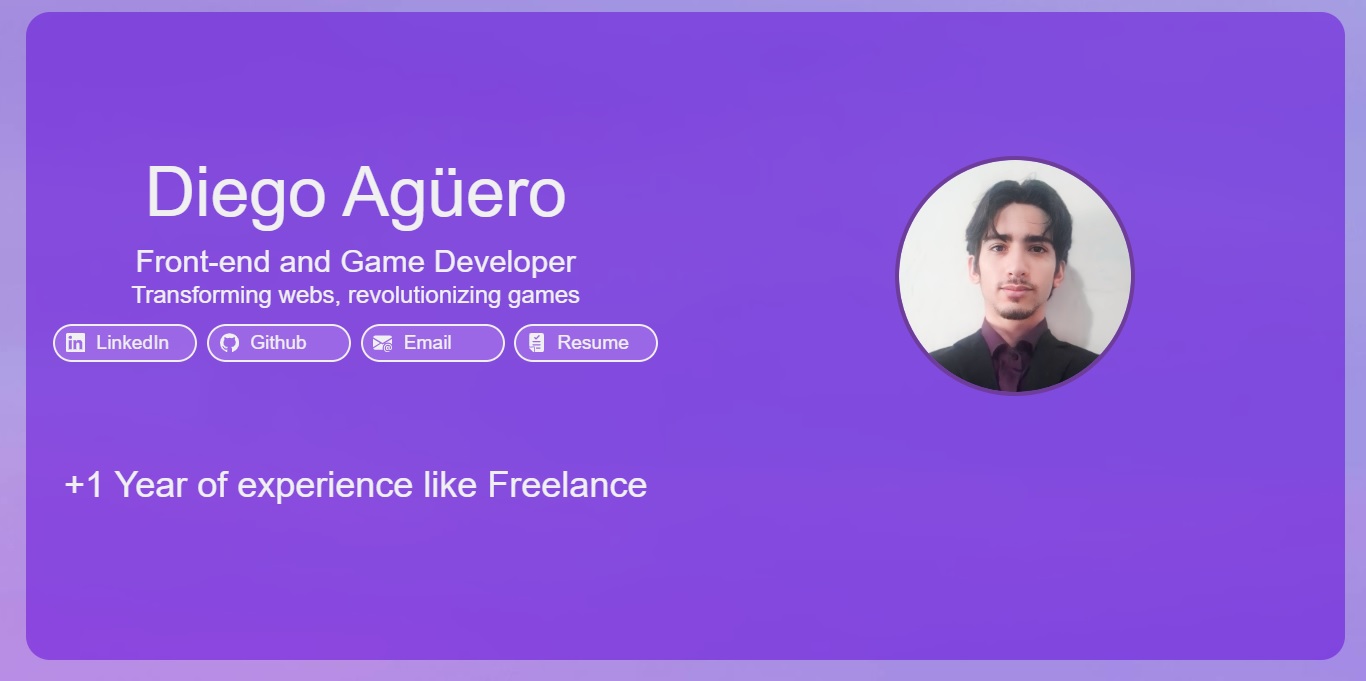 Diego Agüero
Front-end and Game Developer
Transforming webs, revolutionizing games
LinkedIn Github Email Resume
+1 Year of experience like Freelance